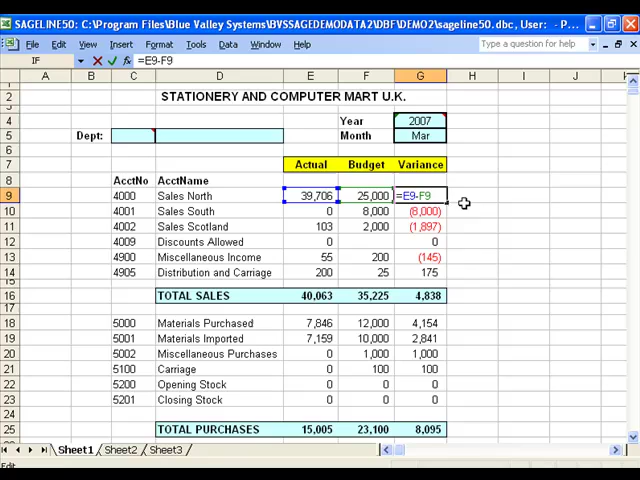 SAGELINE50: C:\Program Files\Blue Valley Systems\BVSSAGEDEMODATA2\DBF\DEMO2\sageline50.dbc, User: -
File Edit View Insert Format Tools Data Window AccountsIQ Help Type a question for help
IF =E9-F9
A B C D E F G H I J K
2 STATIONERY AND COMPUTER MART U.K.
4 Year 2007
5 Dept: Month Mar
6
7 Actual Budget Variance
8 AcctNo AcctName
9 4000 Sales North 39,706 25,000 =E9-F9
10 4001 Sales South 0 8,000 (8,000)
11 4002 Sales Scotland 103 2,000 (1,897)
12 4009 Discounts Allowed 0 0
13 4900 Miscellaneous Income 55 200 (145)
14 4905 Distribution and Carriage 200 25 175
15
16 TOTAL SALES 40,063 35,225 4,838
18 5000 Materials Purchased 7,846 12,000 4,154
19 5001 Materials Imported 7,159 10,000 2,841
20 5002 Miscellaneous Purchases 0 1,000 1,000
21 5100 Carriage 0 100 100
22 5200 Opening Stock 0 0 0
23 5201 Closing Stock 0 0 0
24
25 TOTAL PURCHASES 15,005 23,100 8,095
Sheet1 Sheet2 Sheet3
Edit